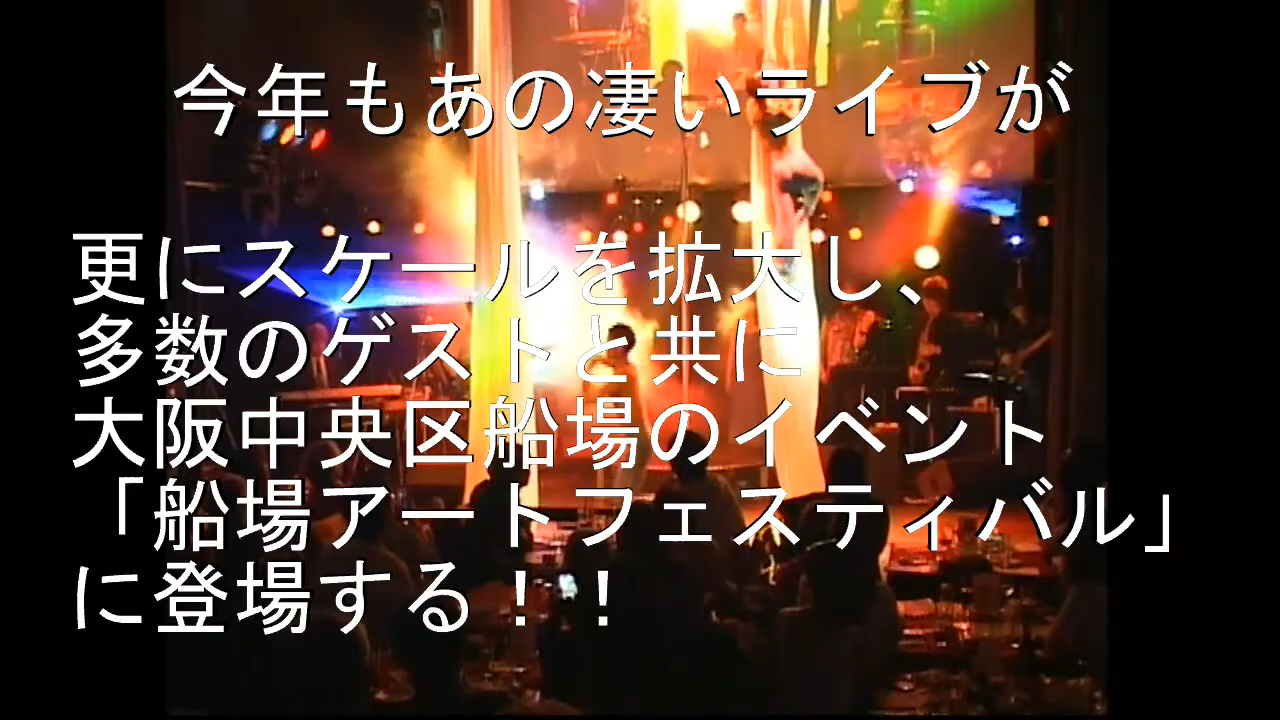 今年もあの凄いライブが
更にスケールを拡大し、
多数のゲストと共に
大阪中央区船場のイベント
「船場アートフェスティバル」
に登場する！！